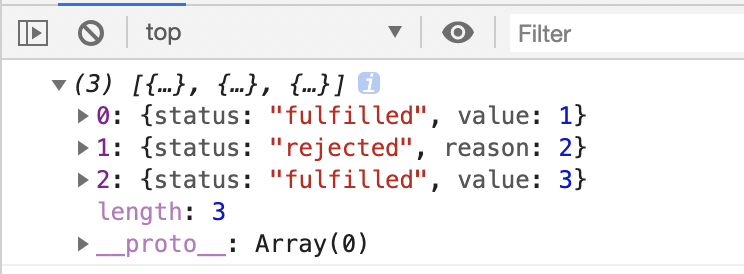 top Filter
(3) [{…}, {…}, {…}] i
0: {status: "fulfilled", value: 1}
1: {status: "rejected", reason: 2}
2: {status: "fulfilled", value: 3}
length: 3
__proto__: Array(0)